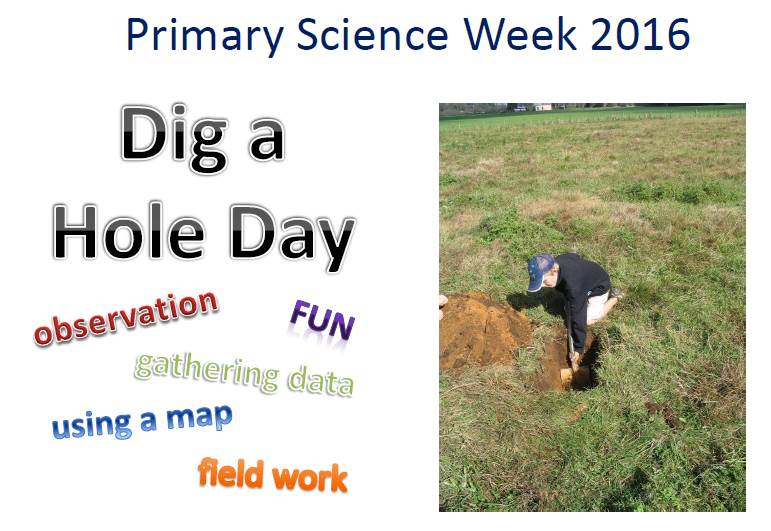 Primary Science Week 2016
Dig a
Hole Day
observation
FUN
gathering data
using a map
field work